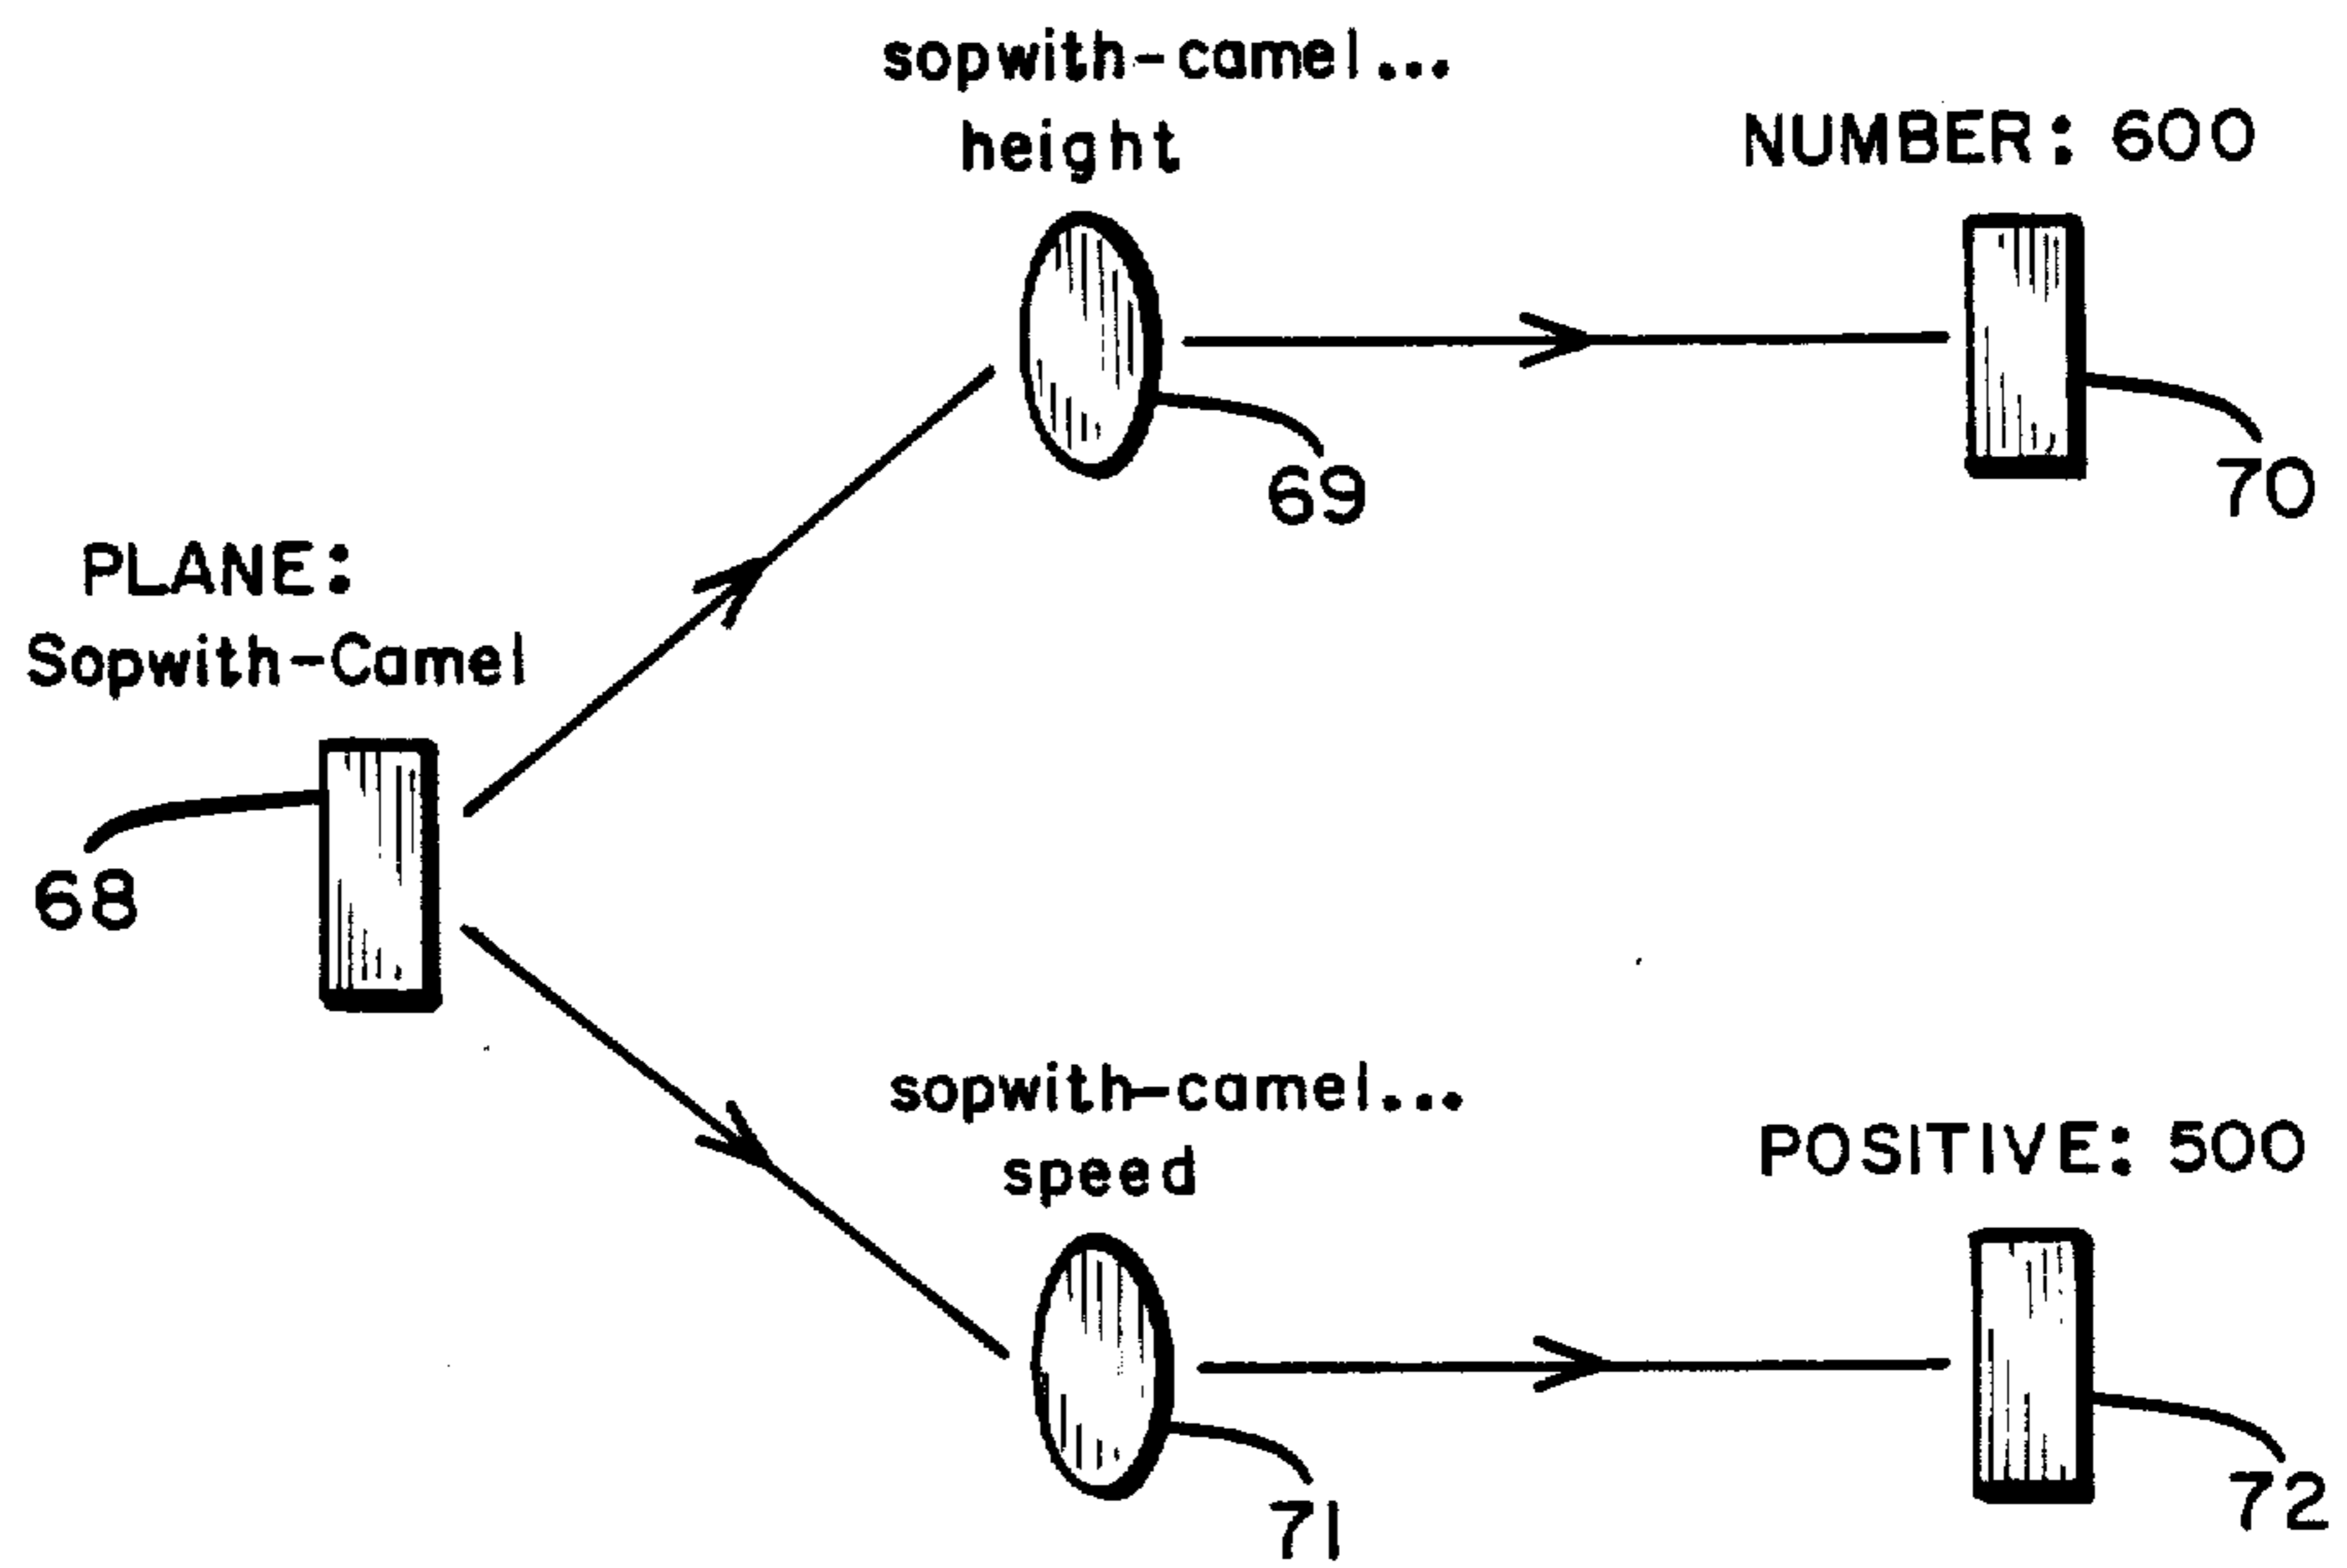 sopwith-camel...
height
NUMBER: 600
69
70
PLANE:
Sopwith-Camel
68
sopwith-camel...
speed
POSITIVE: 500
71
72